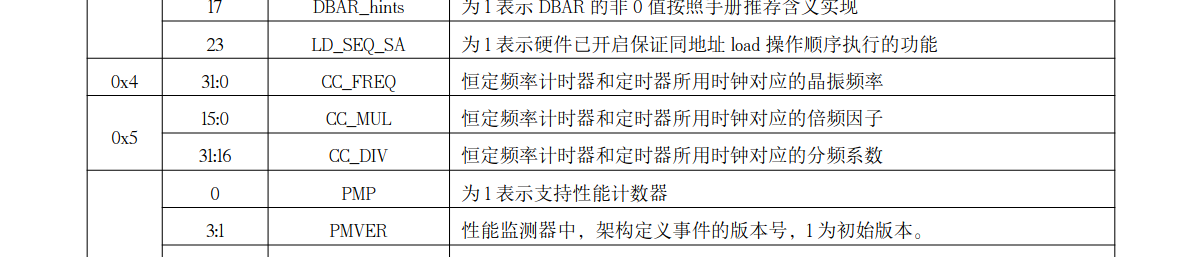 17 DBAR_hints 为 1 表示 DBAR 的非 0 值按照手册推荐含义实现
23 LD_SEQ_SA 为 1 表示硬件已开启保证同地址 load 操作顺序执行的功能
0x4 31:0 CC_FREQ 恒定频率计时器和定时器所用时钟对应的晶振频率
0x5 15:0 CC_MUL 恒定频率计时器和定时器所用时钟对应的倍频因子
31:16 CC_DIV 恒定频率计时器和定时器所用时钟对应的分频系数
0 PMP 为 1 表示支持性能计数器
3:1 PMVER 性能监测器中，架构定义事件的版本号，1 为初始版本。